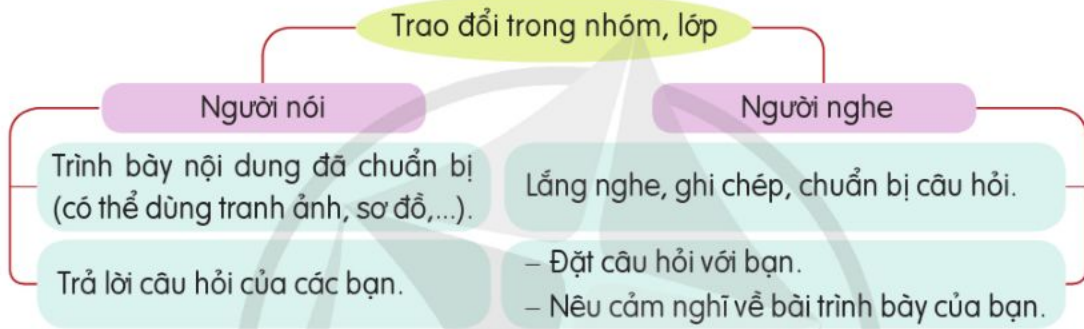 Trao đổi trong nhóm, lớp
Người nói
Trình bày nội dung đã chuẩn bị
(có thể dùng tranh ảnh, sơ đồ,...).
Trả lời câu hỏi của các bạn.
Người nghe
Lắng nghe, ghi chép, chuẩn bị câu hỏi.
– Đặt câu hỏi với bạn.
– Nêu cảm nghĩ về bài trình bày của bạn.